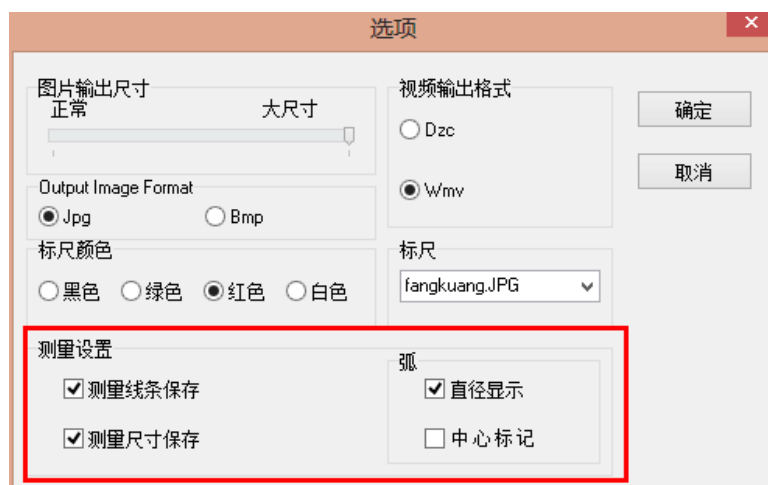 选项
图片输出尺寸
正常 大尺寸
视频输出格式
Dzc
Wmv
确定
取消
Output Image Format
Jpg Bmp
标尺颜色
黑色 绿色 红色 白色
标尺
fangkuang.JPG
测量设置
测量线条保存
测量尺寸保存
弧
直径显示
中心标记